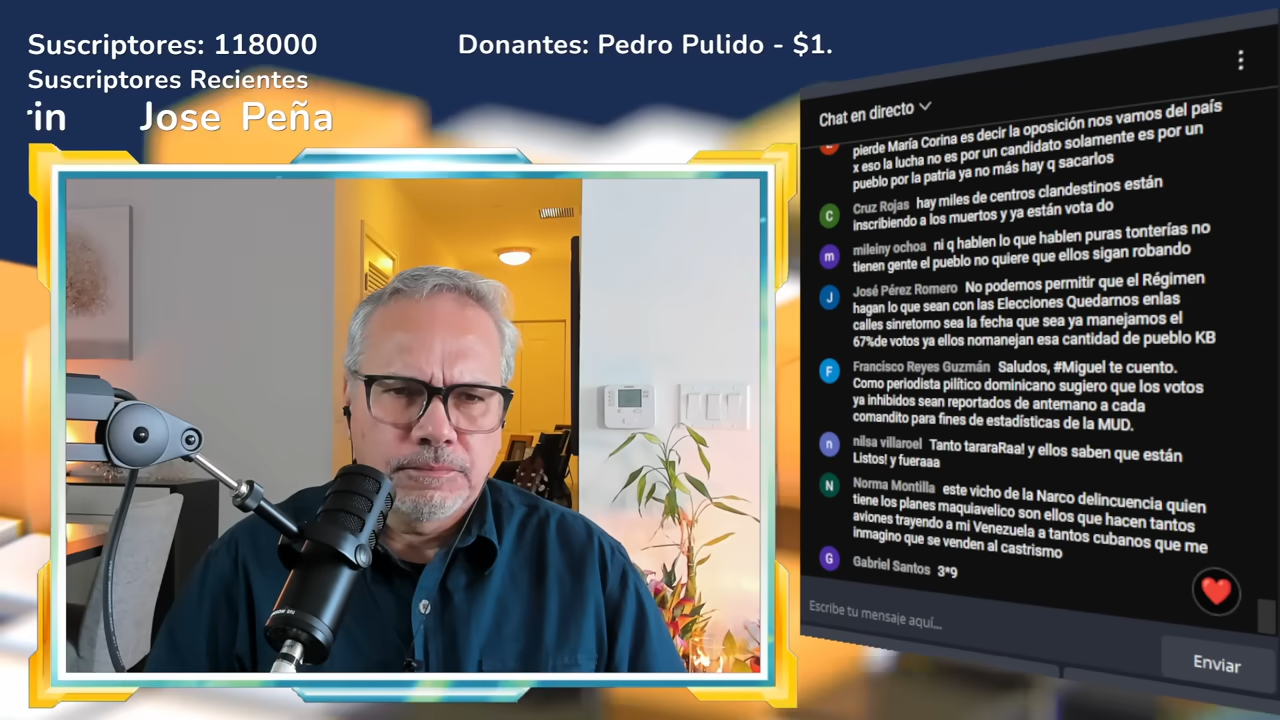 Suscriptores: 118000
Donantes: Pedro Pulido - $1.
Suscriptores Recientes
in Jose Peña
Chat en directo
pierde María Corina es decir la oposición nos vamos del país
x eso la lucha no es por un candidato solamente es por un
pueblo por la patria ya no más hay q sacarlos
C Cruz Rojas hay miles de centros clandestinos están
inscribiendo a los muertos y ya están vota do
m mileiny ochoa ni q hablen lo que hablen puras tonterías no
tienen gente el pueblo no quiere que ellos sigan robando
J José Pérez Romero No podemos permitir que el Régimen
hagan lo que sean con las Elecciones Quedarnos enlas
calles sinretorno sea la fecha que sea ya manejamos el
67%de votos ya ellos nomanejan esa cantidad de pueblo KB
F Francisco Reyes Guzmán Saludos, #Miguel te cuento.
Como periodista pilítico dominicano sugiero que los votos
ya inhibidos sean reportados de antemano a cada
comandito para fines de estadísticas de la MUD.
n nilsa villaroel Tanto tararaRaa! y ellos saben que están
Listos! y fueraaa
N Norma Montilla este vicho de la Narco delincuencia quien
tiene los planes maquiavelico son ellos que hacen tantos
aviones trayendo a mi Venezuela a tantos cubanos que me
inmagino que se venden al castrismo
G Gabriel Santos 3*9
Escribe tu mensaje aquí...
Enviar